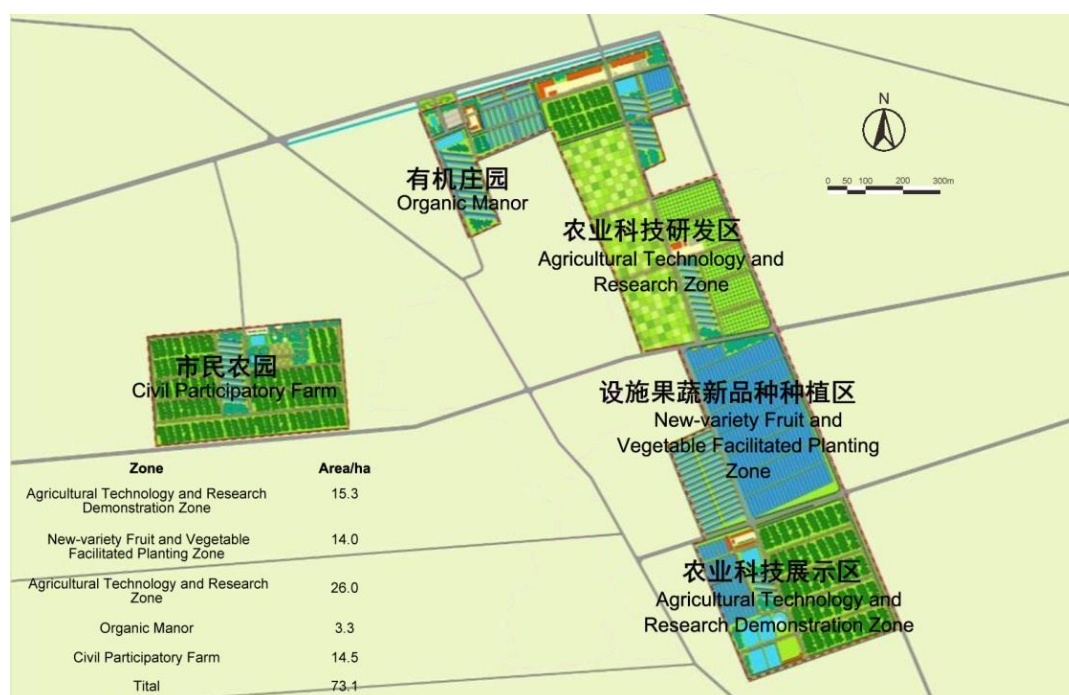 N
0 50 100 200 300m
有机庄园
Organic Manor
农业科技研发区
Agricultural Technology and
Research Zone
市民农园
Civil Participatory Farm
设施果蔬新品种种植区
New-variety Fruit and
Vegetable Facilitated Planting
Zone
农业科技展示区
Agricultural Technology and
Research Demonstration Zone
Zone Area/ha
Agricultural Technology and Research
Demonstration Zone 15.3
New-variety Fruit and Vegetable
Facilitated Planting Zone 14.0
Agricultural Technology and Research
Zone 26.0
Organic Manor 3.3
Civil Participatory Farm 14.5
Tital 73.1